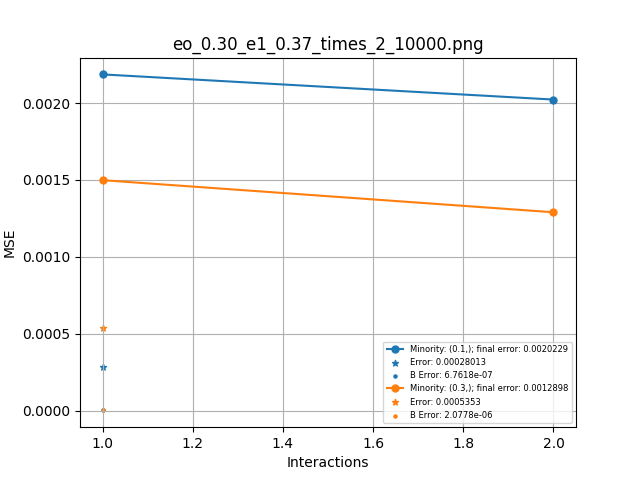 eo_0.30_e1_0.37_times_2_10000.png
MSE
0.0020
0.0015
0.0010
0.0005
0.0000
Minority: (0.1,); final error: 0.0020229
Error: 0.00028013
B Error: 6.7618e-07
Minority: (0.3,); final error: 0.0012898
Error: 0.0005353
B Error: 2.0778e-06
1.0 1.2 1.4 1.6 1.8 2.0
Interactions